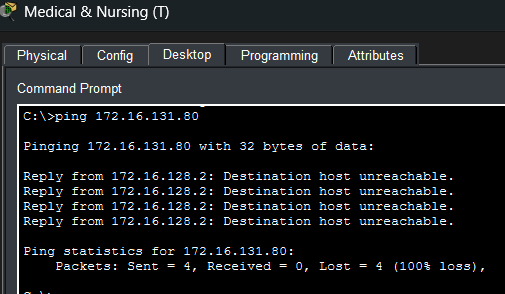 Medical & Nursing (T)
Physical Config Desktop Programming Attributes
Command Prompt
C:\>ping 172.16.131.80
Pinging 172.16.131.80 with 32 bytes of data:
Reply from 172.16.128.2: Destination host unreachable.
Reply from 172.16.128.2: Destination host unreachable.
Reply from 172.16.128.2: Destination host unreachable.
Reply from 172.16.128.2: Destination host unreachable.
Ping statistics for 172.16.131.80:
Packets: Sent = 4, Received = 0, Lost = 4 (100% loss),